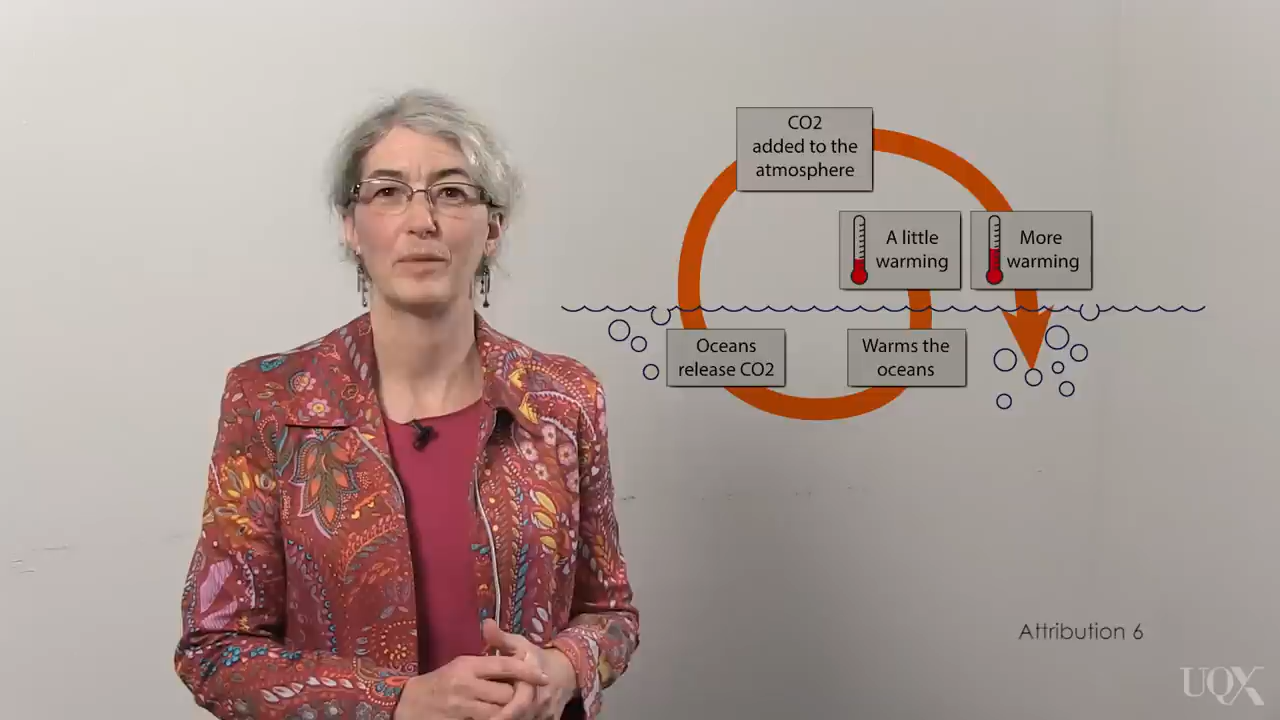 CO2
added to the
atmosphere
A little
warming
More
warming
Oceans
release CO2
Warms the
oceans
Attribution 6
UQX